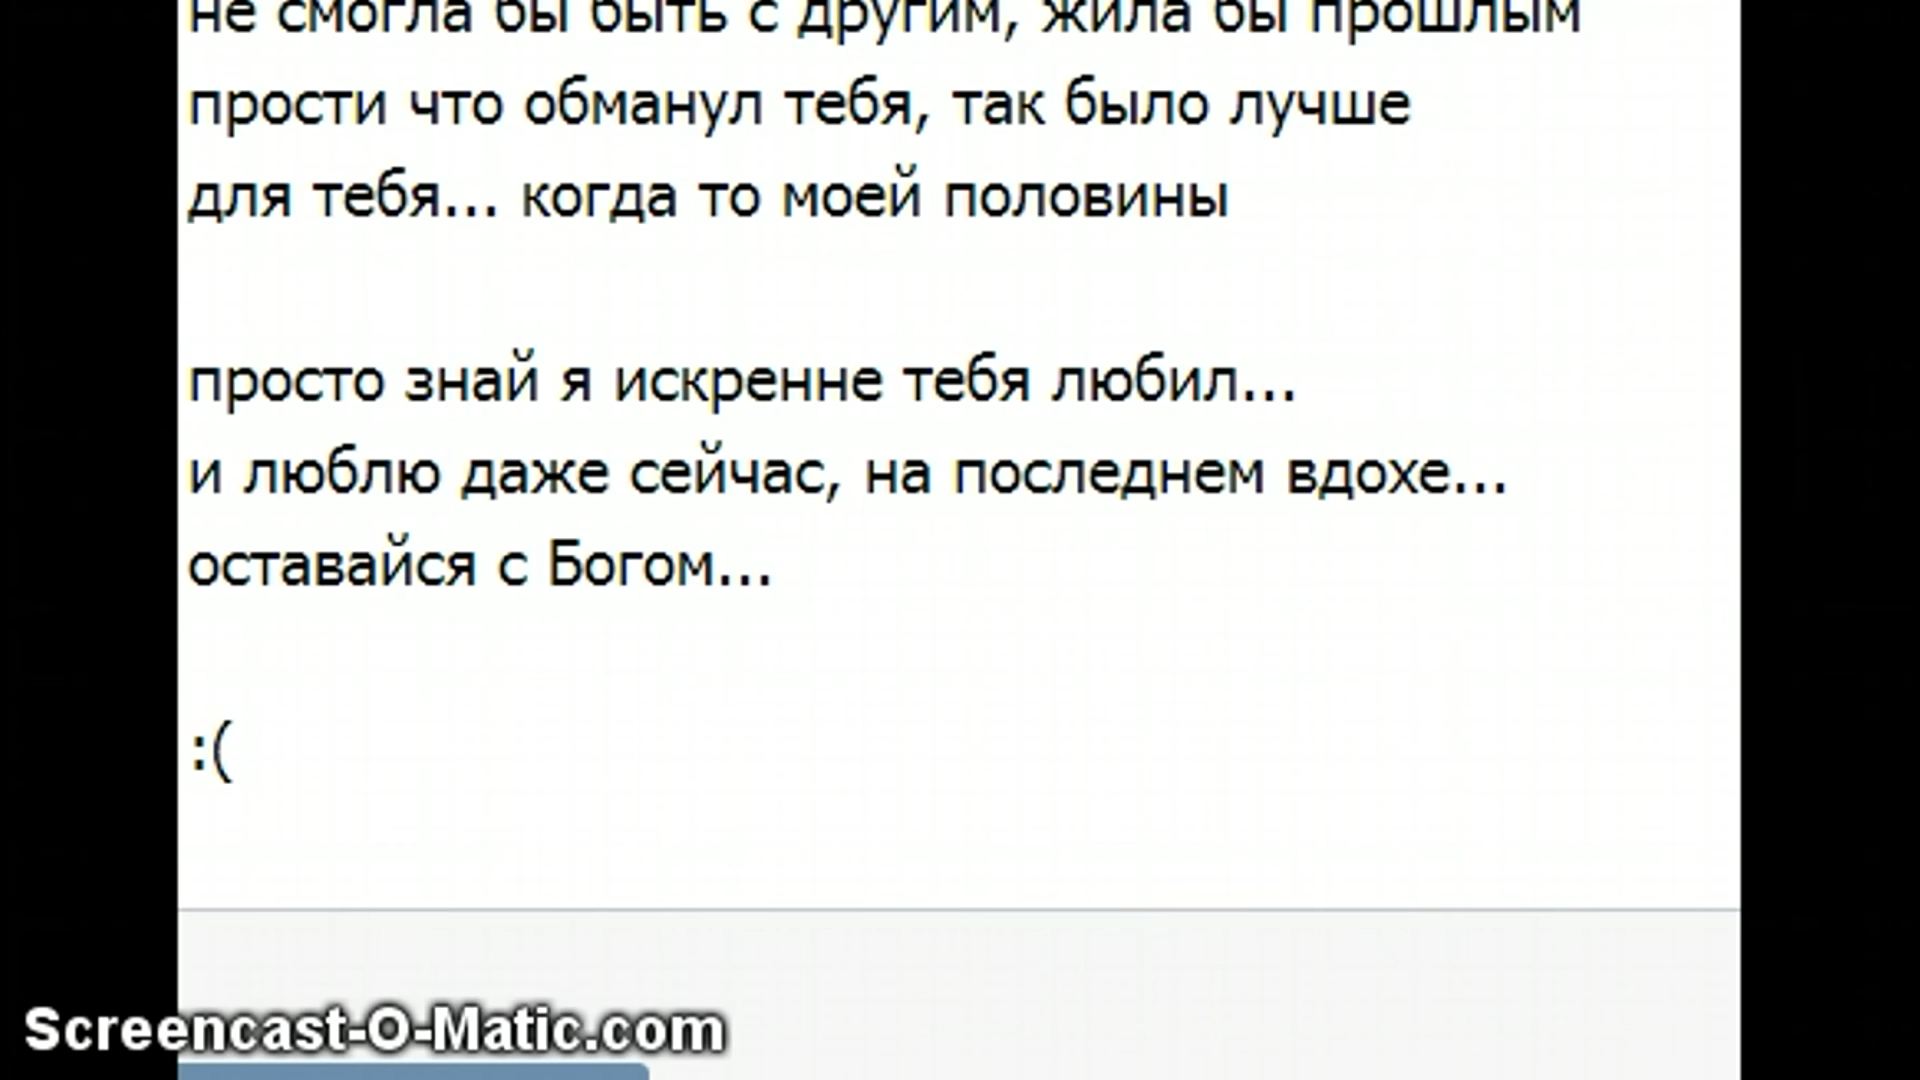 не смогла бы быть с другим, жила бы прошлым
прости что обманул тебя, так было лучше
для тебя... когда то моей половины
просто знай я искренне тебя любил...
и люблю даже сейчас, на последнем вдохе...
оставайся с Богом...
:(
Screencast-O-Matic.com